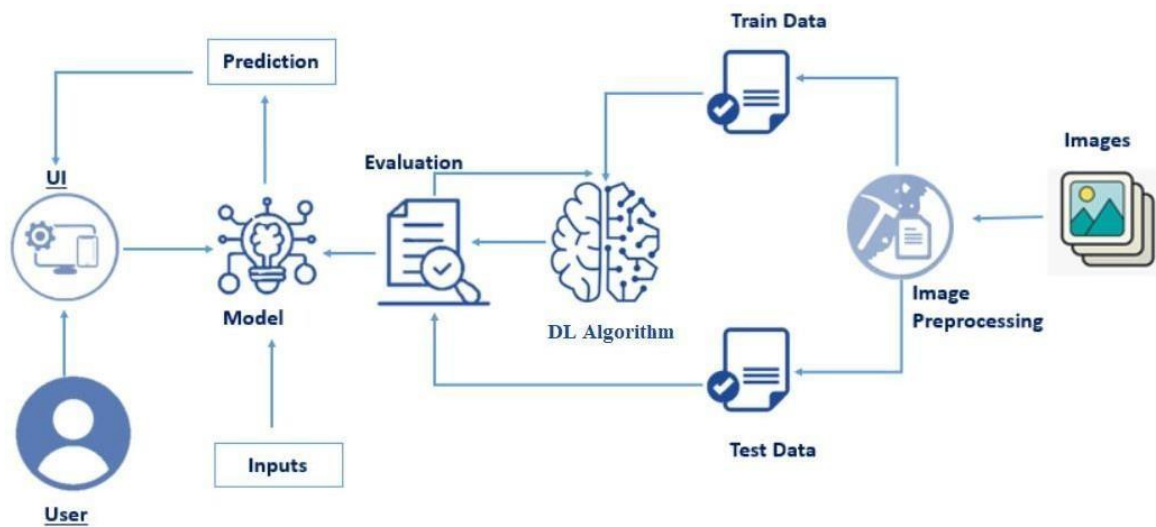 Train Data
Prediction
Images
Evaluation
UI
Image
Preprocessing
Model
DL Algorithm
Test Data
Inputs
User